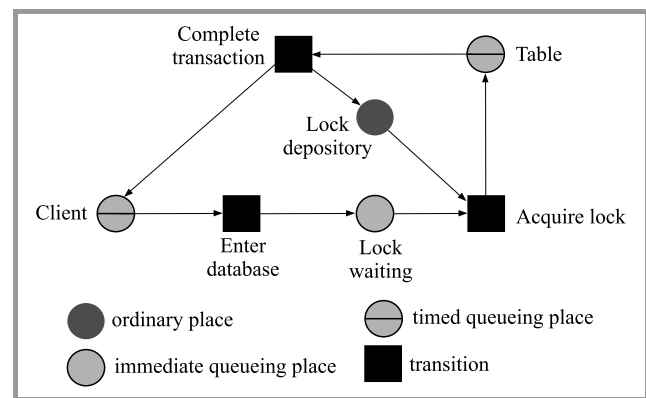 Complete
transaction
Table
Lock
depository
Client
Acquire lock
Enter
database
Lock
waiting
ordinary place
timed queueing place
immediate queueing place
transition